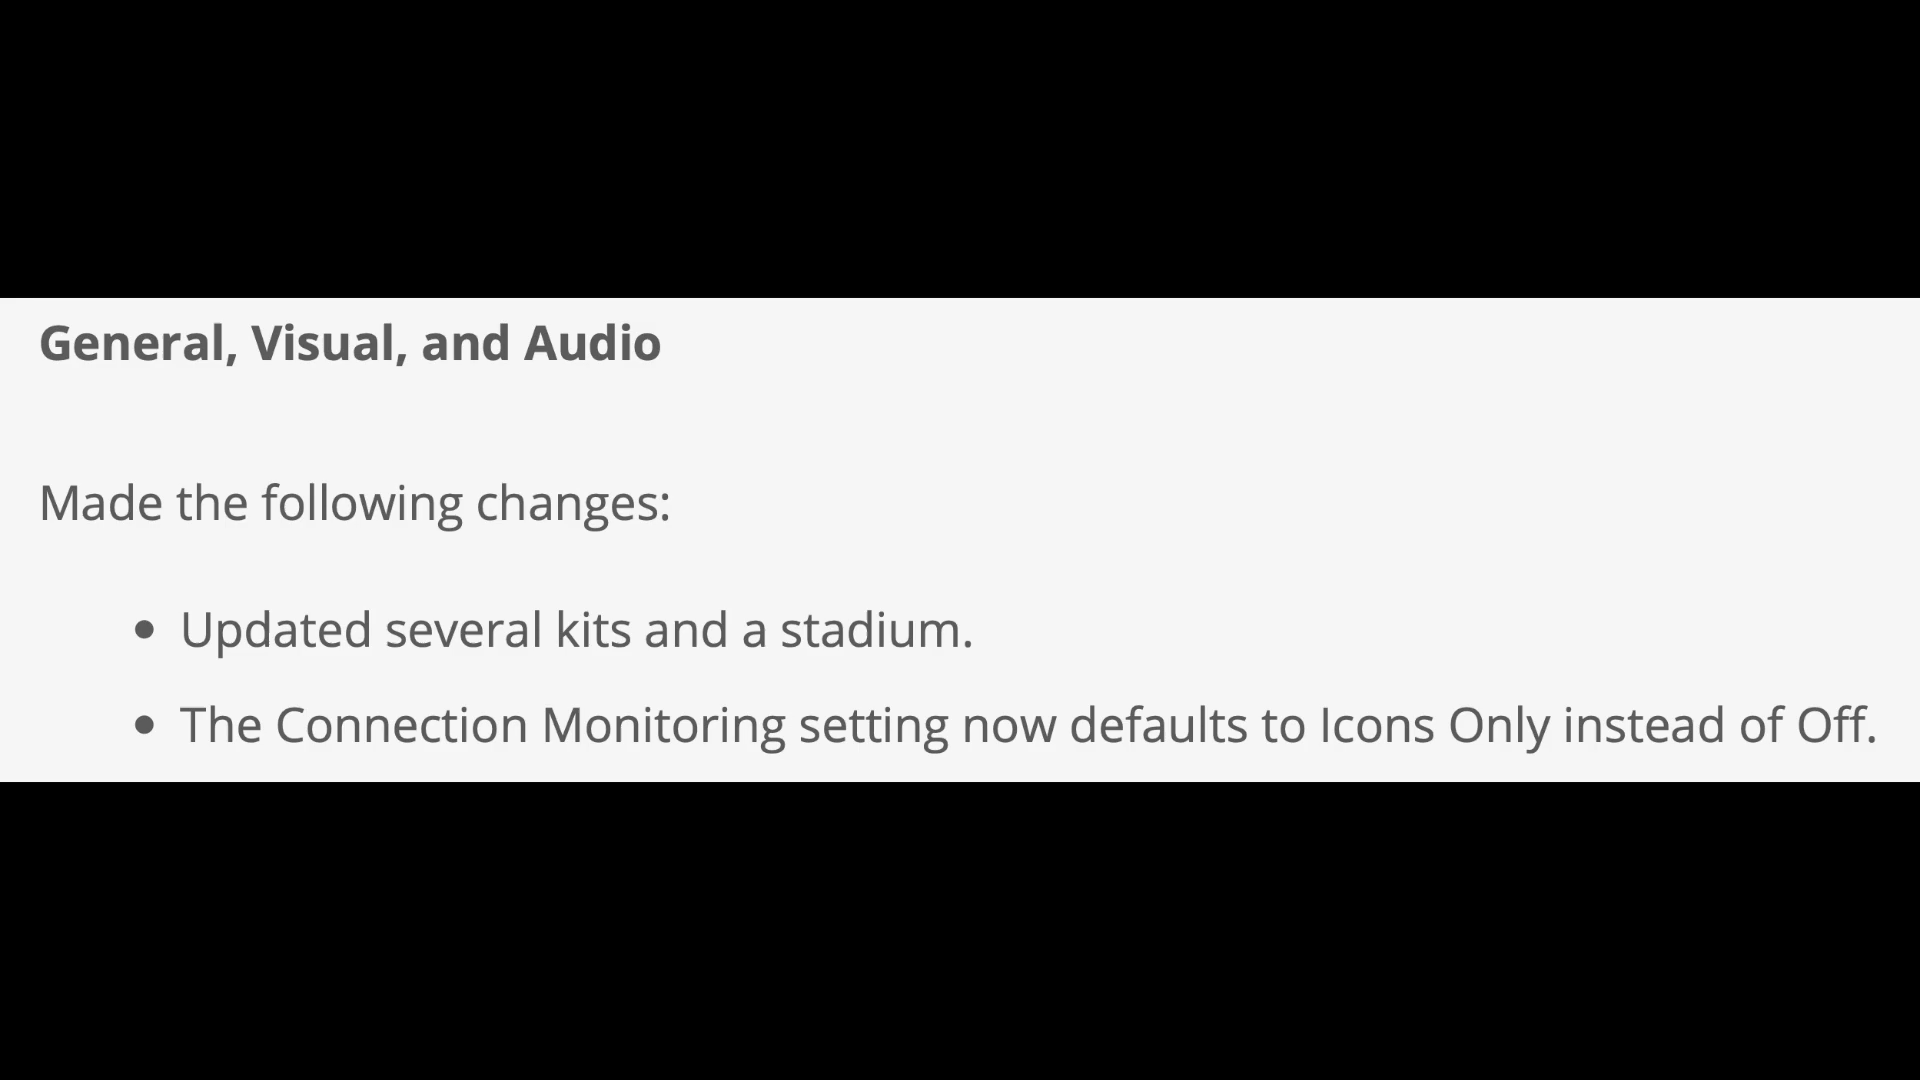 General, Visual, and Audio
Made the following changes:
• Updated several kits and a stadium.
• The Connection Monitoring setting now defaults to Icons Only instead of Off.